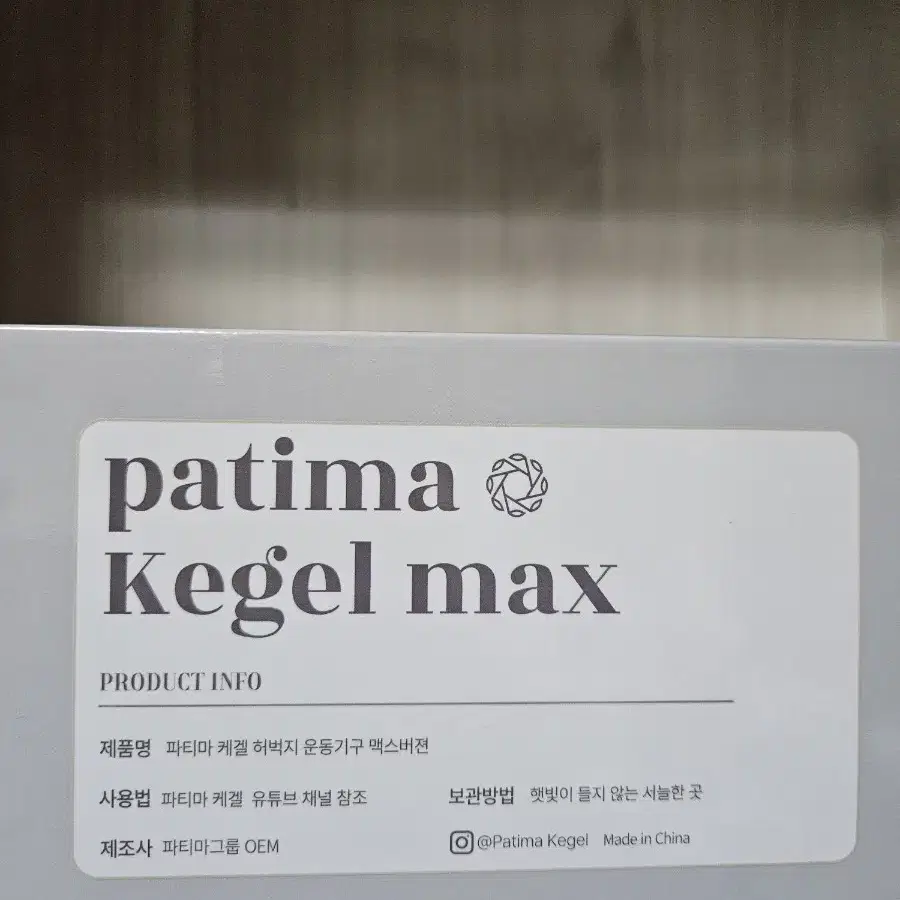 patima
Kegel max
PRODUCT INFO
제품명 파티마 케겔 허벅지 운동기구 맥스버젼
사용법 파티마 케겔 유튜브 채널 참조
보관방법 햇빛이 들지 않는 서늘한 곳
제조사 파티마그룹 OEM
@Patima Kegel Made in China